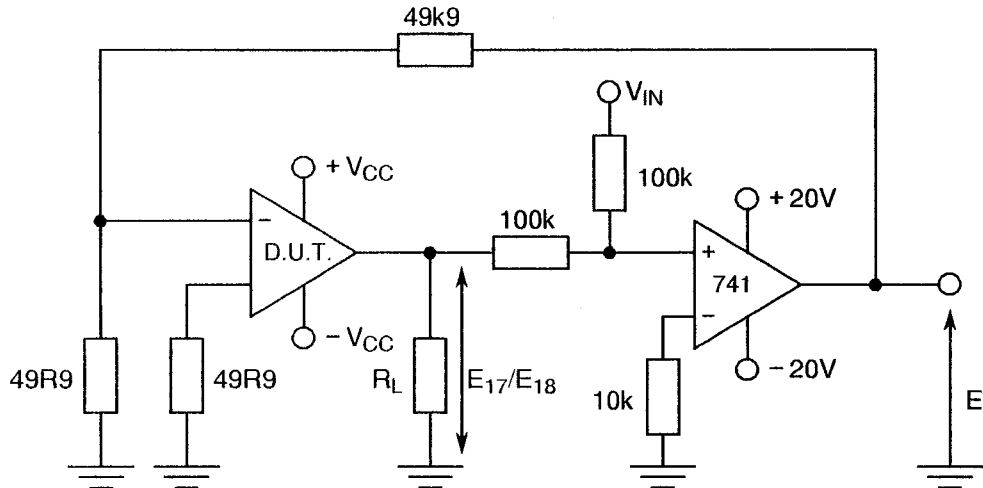 49k9
V_IN
+ V_CC
100k
100k
+ 20V
−
D.U.T.
+
741
−
− V_CC
− 20V
49R9
49R9
R_L
E_17/E_18
10k
E